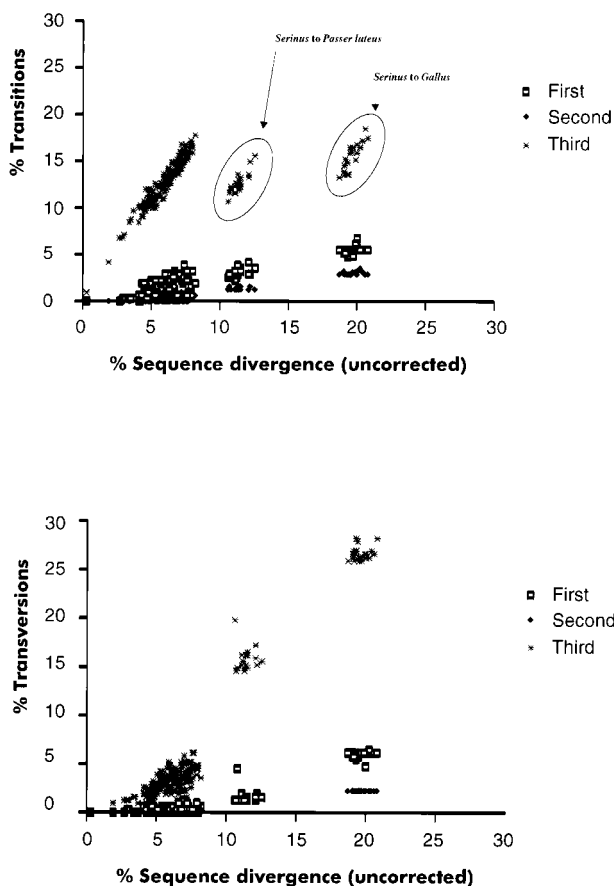 30
25
20
15
10
5
0
% Transitions
Serinus to Passer luteus
Serinus to Gallus
First
Second
Third
0 5 10 15 20 25 30
% Sequence divergence (uncorrected)
30
25
20
15
10
5
0
% Transversions
First
Second
Third
0 5 10 15 20 25 30
% Sequence divergence (uncorrected)